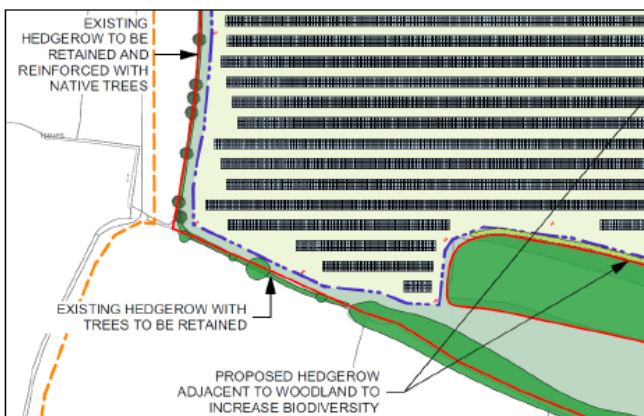 EXISTING
HEDGEROW TO BE
RETAINED AND
REINFORCED WITH
NATIVE TREES
Issues
EXISTING HEDGEROW WITH
TREES TO BE RETAINED
PROPOSED HEDGEROW
ADJACENT TO WOODLAND TO
INCREASE BIODIVERSITY